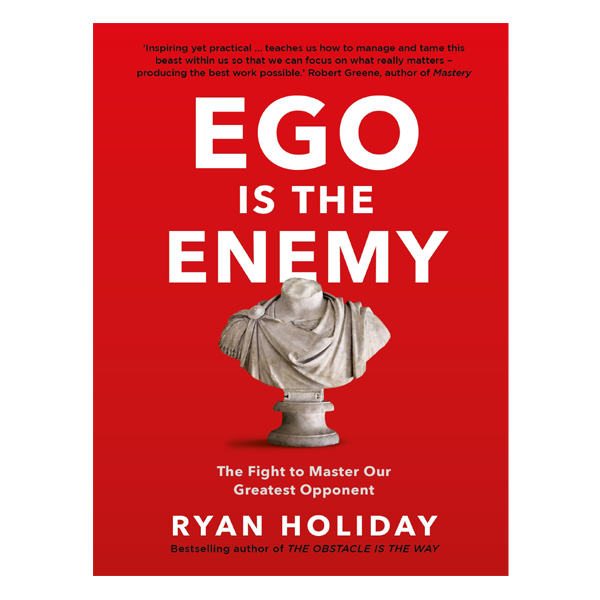 'Inspiring yet practical ... teaches us how to manage and tame this
beast within us so that we can focus on what really matters –
producing the best work possible.' Robert Greene, author of Mastery
EGO
IS THE
ENEMY
The Fight to Master Our
Greatest Opponent
RYAN HOLIDAY
Bestselling author of THE OBSTACLE IS THE WAY